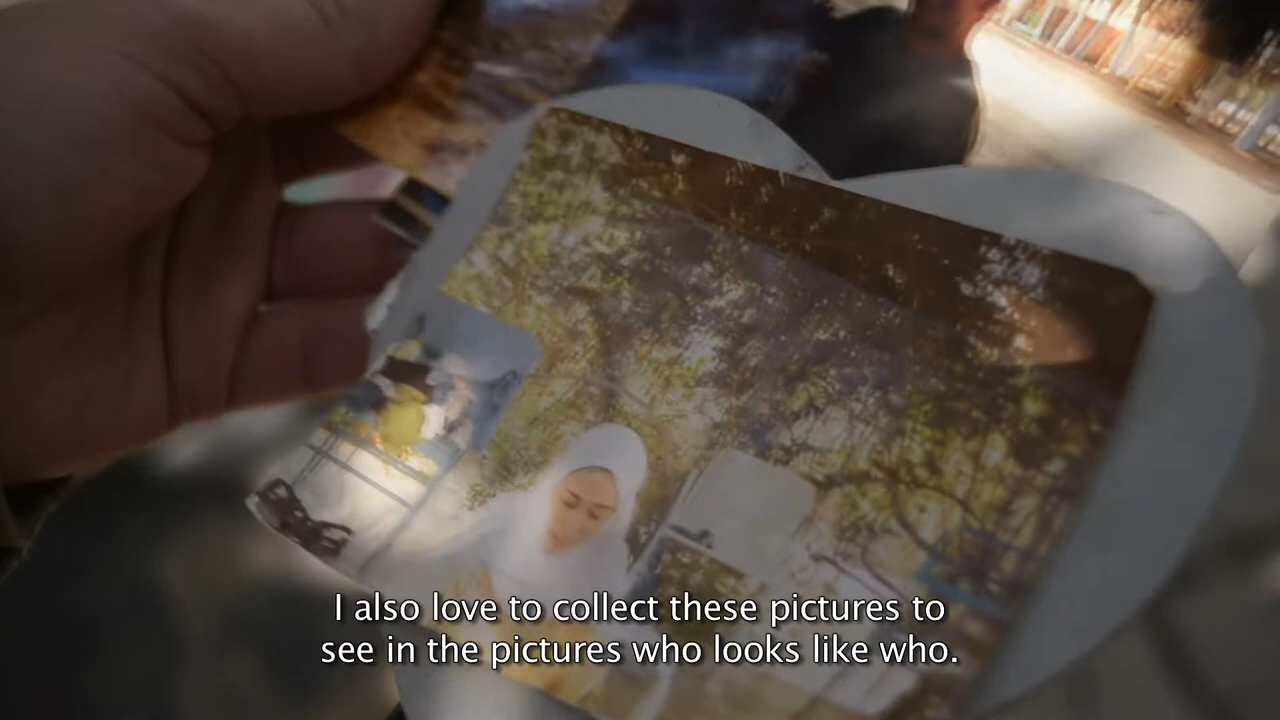 I also love to collect these pictures to
see in the pictures who looks like who.